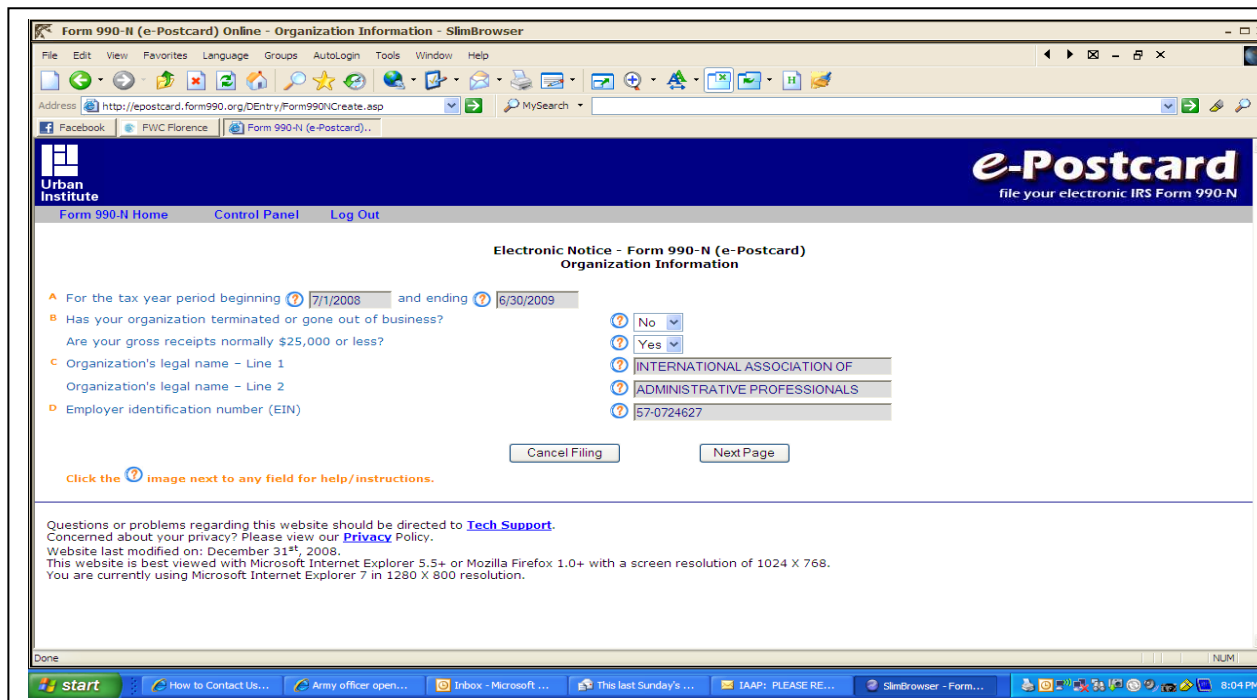 Form 990-N (e-Postcard) Online - Organization Information - SlimBrowser
File Edit View Favorites Language Groups AutoLogin Tools Window Help
Address http://epostcard.form990.org/DEntry/Form990NCreate.asp MySearch
Facebook FWC Florence Form 990-N (e-Postcard)..
Urban
Institute
e-Postcard
file your electronic IRS Form 990-N
Form 990-N Home Control Panel Log Out
Electronic Notice - Form 990-N (e-Postcard)
Organization Information
A For the tax year period beginning ? 7/1/2008 and ending ? 6/30/2009
B Has your organization terminated or gone out of business? ? No
Are your gross receipts normally $25,000 or less? ? Yes
C Organization's legal name – Line 1 ? INTERNATIONAL ASSOCIATION OF
Organization's legal name – Line 2 ? ADMINISTRATIVE PROFESSIONALS
D Employer identification number (EIN) ? 57-0724627
Cancel Filing Next Page
Click the ? image next to any field for help/instructions.
Questions or problems regarding this website should be directed to Tech Support.
Concerned about your privacy? Please view our Privacy Policy.
Website last modified on: December 31st, 2008.
This website is best viewed with Microsoft Internet Explorer 5.5+ or Mozilla Firefox 1.0+ with a screen resolution of 1024 X 768.
You are currently using Microsoft Internet Explorer 7 in 1280 X 800 resolution.
Done NUM
start How to Contact Us... Army officer open... Inbox - Microsoft ... This last Sunday's ... IAAP: PLEASE RE... SlimBrowser - Form... 8:04 PM